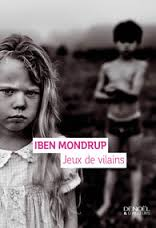 IBEN MONDRUP
Jeux de vilains
DENOËL
& D'AILLEURS